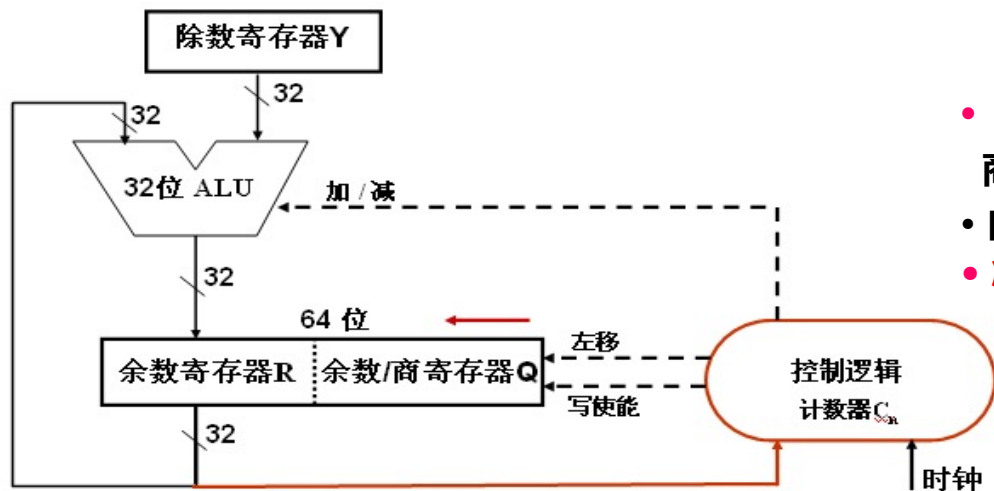 除数寄存器Y
32
32
32位 ALU
加 / 减
32
64 位
余数寄存器R
余数/商寄存器Q
左移
写使能
控制逻辑
计数器Cn
32
时钟